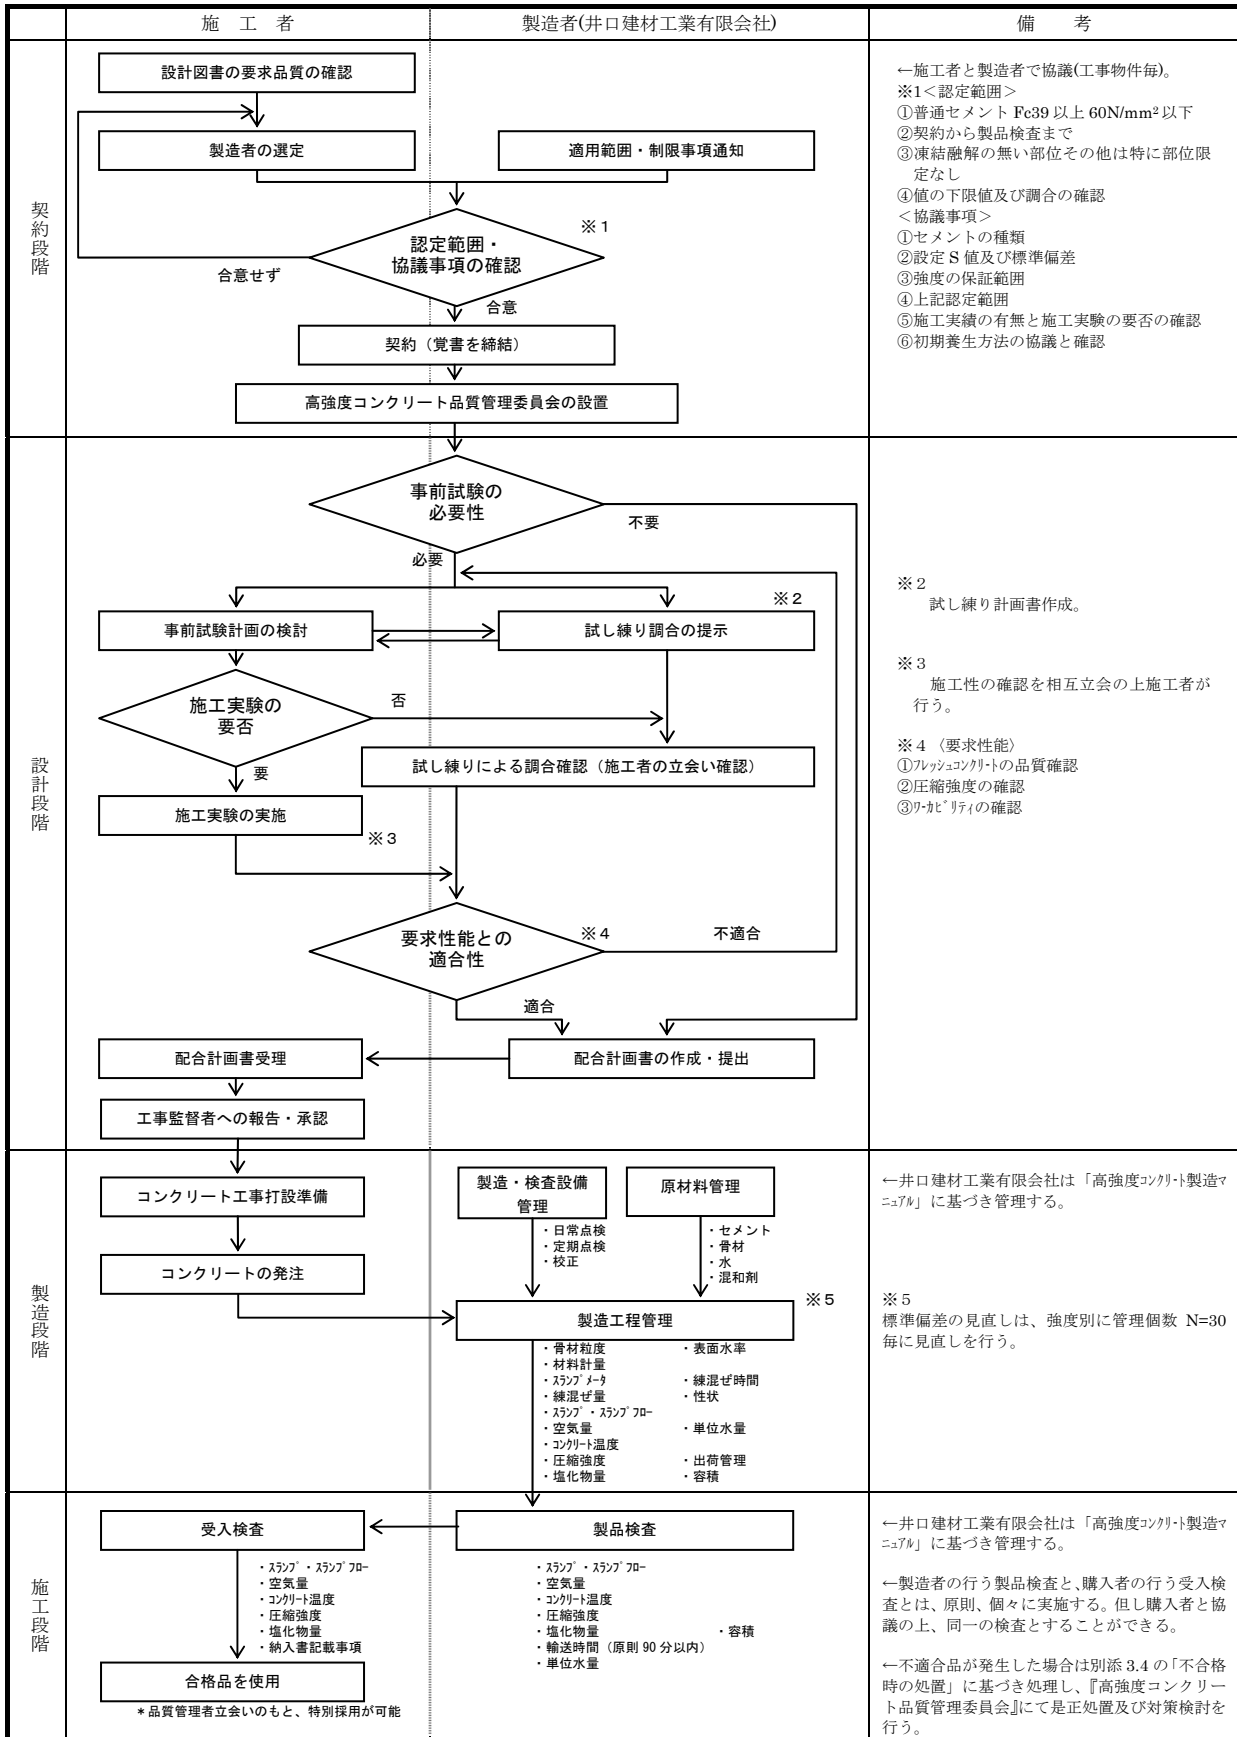 施 工 者
製造者(井口建材工業有限会社)
備 考
契約段階
設計図書の要求品質の確認
製造者の選定
適用範囲・制限事項通知
※1
認定範囲・
協議事項の確認
合意せず
合意
契約（覚書を締結）
高強度コンクリート品質管理委員会の設置
←施工者と製造者で協議(工事物件毎)。
※1＜認定範囲＞
①普通セメント Fc39 以上 60N/mm²以下
②契約から製品検査まで
③凍結融解の無い部位その他は特に部位限
定なし
④値の下限値及び調合の確認
＜協議事項＞
①セメントの種類
②設定 S 値及び標準偏差
③強度の保証範囲
④上記認定範囲
⑤施工実績の有無と施工実験の要否の確認
⑥初期養生方法の協議と確認
設計段階
事前試験の
必要性
不要
必要
※2
事前試験計画の検討
試し練り調合の提示
施工実験の
要否
否
要
試し練りによる調合確認（施工者の立会い確認）
施工実験の実施
※3
要求性能との
適合性
※4
不適合
適合
配合計画書受理
配合計画書の作成・提出
工事監督者への報告・承認
※2
試し練り計画書作成。
※3
施工性の確認を相互立会の上施工者が
行う。
※4〈要求性能〉
①ﾌﾚｯｼｭｺﾝｸﾘｰﾄの品質確認
②圧縮強度の確認
③ﾜｰｶﾋﾞﾘﾃｨの確認
製造段階
コンクリート工事打設準備
コンクリートの発注
製造・検査設備
管理
原材料管理
・日常点検
・定期点検
・校正
・セメント
・骨材
・水
・混和剤
※5
製造工程管理
・骨材粒度 ・表面水率
・材料計量
・ｽﾗﾝﾌﾟﾒｰﾀ ・練混ぜ時間
・練混ぜ量 ・性状
・ｽﾗﾝﾌﾟ・ｽﾗﾝﾌﾟﾌﾛｰ
・空気量 ・単位水量
・ｺﾝｸﾘｰﾄ温度
・圧縮強度 ・出荷管理
・塩化物量 ・容積
←井口建材工業有限会社は「高強度ｺﾝｸﾘｰﾄ製造ﾏ
ﾆｭｱﾙ」に基づき管理する。
※5
標準偏差の見直しは、強度別に管理個数 N=30
毎に見直しを行う。
施工段階
受入検査
製品検査
・ｽﾗﾝﾌﾟ・ｽﾗﾝﾌﾟﾌﾛｰ
・空気量
・ｺﾝｸﾘｰﾄ温度
・圧縮強度
・塩化物量
・納入書記載事項
・ｽﾗﾝﾌﾟ・ｽﾗﾝﾌﾟﾌﾛｰ
・空気量
・ｺﾝｸﾘｰﾄ温度
・圧縮強度
・塩化物量 ・容積
・輸送時間（原則 90 分以内）
・単位水量
合格品を使用
＊品質管理者立会いのもと、特別採用が可能
←井口建材工業有限会社は「高強度ｺﾝｸﾘｰﾄ製造ﾏ
ﾆｭｱﾙ」に基づき管理する。
←製造者の行う製品検査と、購入者の行う受入検
査とは、原則、個々に実施する。但し購入者と協
議の上、同一の検査とすることができる。
←不適合品が発生した場合は別添 3.4 の「不合格
時の処置」に基づき処理し、『高強度コンクリー
ト品質管理委員会』にて是正処置及び対策検討を
行う。